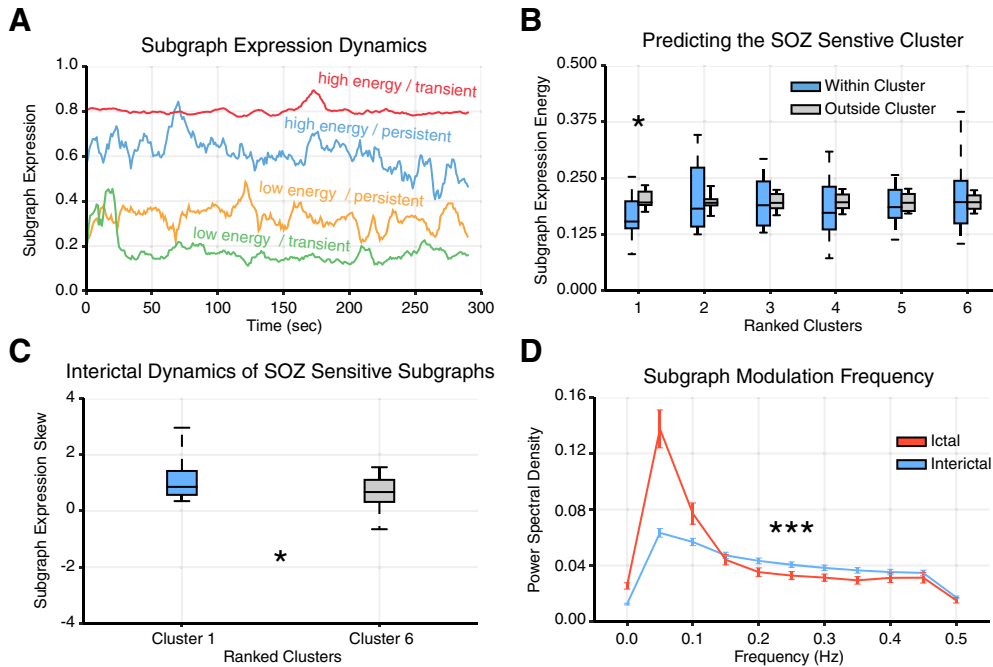 A
Subgraph Expression Dynamics
Subgraph Expression
1.0
0.8
0.6
0.4
0.2
0.0
high energy / transient
high energy / persistent
low energy / persistent
low energy / transient
0 50 100 150 200 250 300
Time (sec)
B
Predicting the SOZ Senstive Cluster
Subgraph Expression Energy
0.500
0.375
0.250
0.125
0.000
Within Cluster
Outside Cluster
*
1 2 3 4 5 6
Ranked Clusters
C
Interictal Dynamics of SOZ Sensitive Subgraphs
Subgraph Expression Skew
4
2
0
-2
-4
*
Cluster 1 Cluster 6
Ranked Clusters
D
Subgraph Modulation Frequency
Power Spectral Density
0.16
0.12
0.08
0.04
0.00
Ictal
Interictal
***
0.0 0.1 0.2 0.3 0.4 0.5
Frequency (Hz)